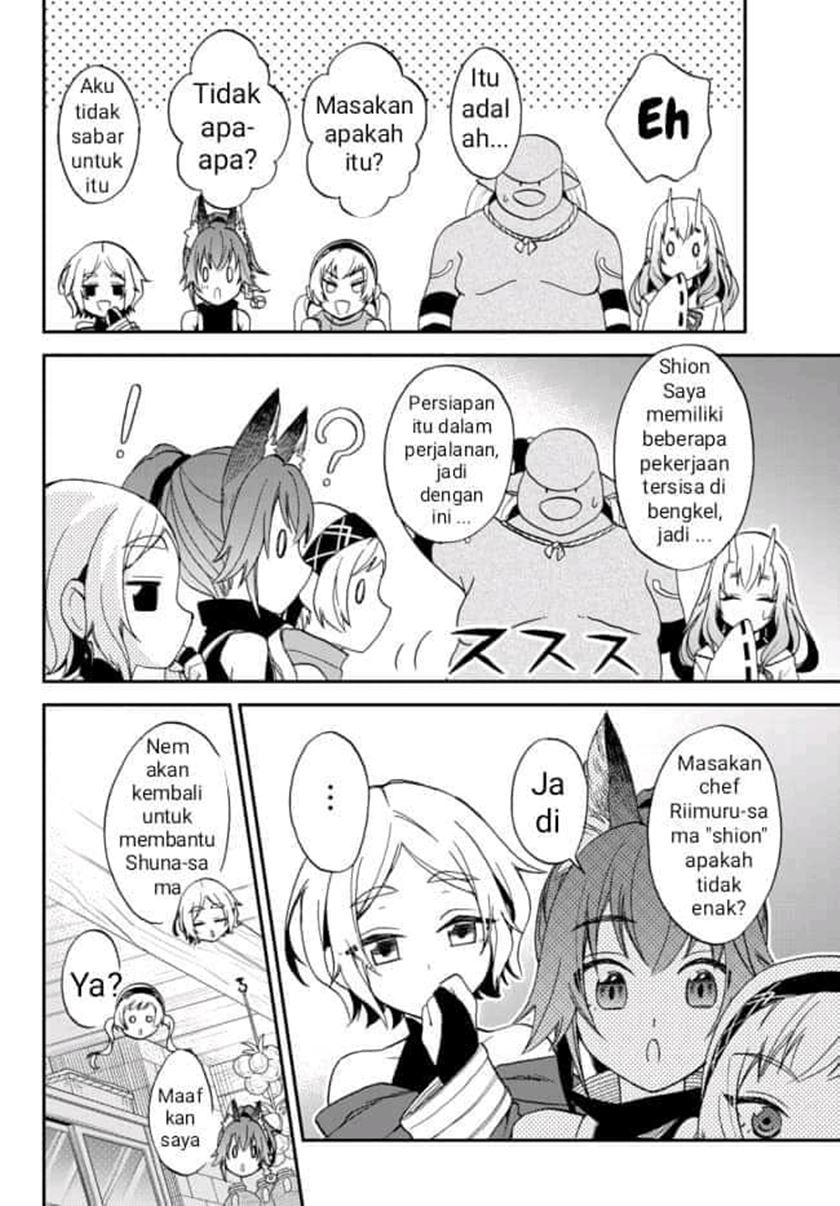 Eh
Itu
adal
ah...
Masakan
apakah
itu?
Tidak
apa-
apa?
Aku
tidak
sabar
untuk
itu
Shion
Saya
memiliki
beberapa
pekerjaan
tersisa di
bengkel,
jadi ...
Persiapan
itu dalam
perjalanan,
jadi
dengan
ini ...
?
!
ススス
Masakan
chef
Riimuru-sa
ma "shion"
apakah
tidak
enak?
Ja
di
...
Nem
akan
kembali
untuk
membantu
Shuna-sa
ma
Ya?
Maaf
kan
saya